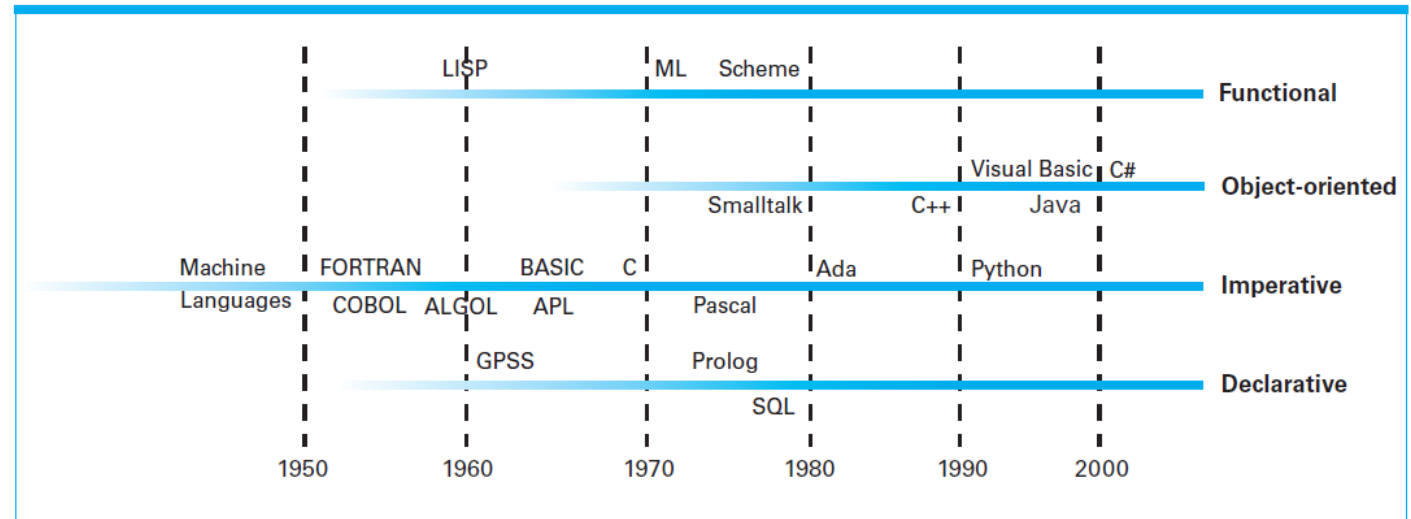 LISP ML Scheme
Functional
Visual Basic C#
Object-oriented
Smalltalk C++ Java
Machine FORTRAN BASIC C Ada Python
Imperative
Languages COBOL ALGOL APL Pascal
GPSS Prolog
Declarative
SQL
1950 1960 1970 1980 1990 2000